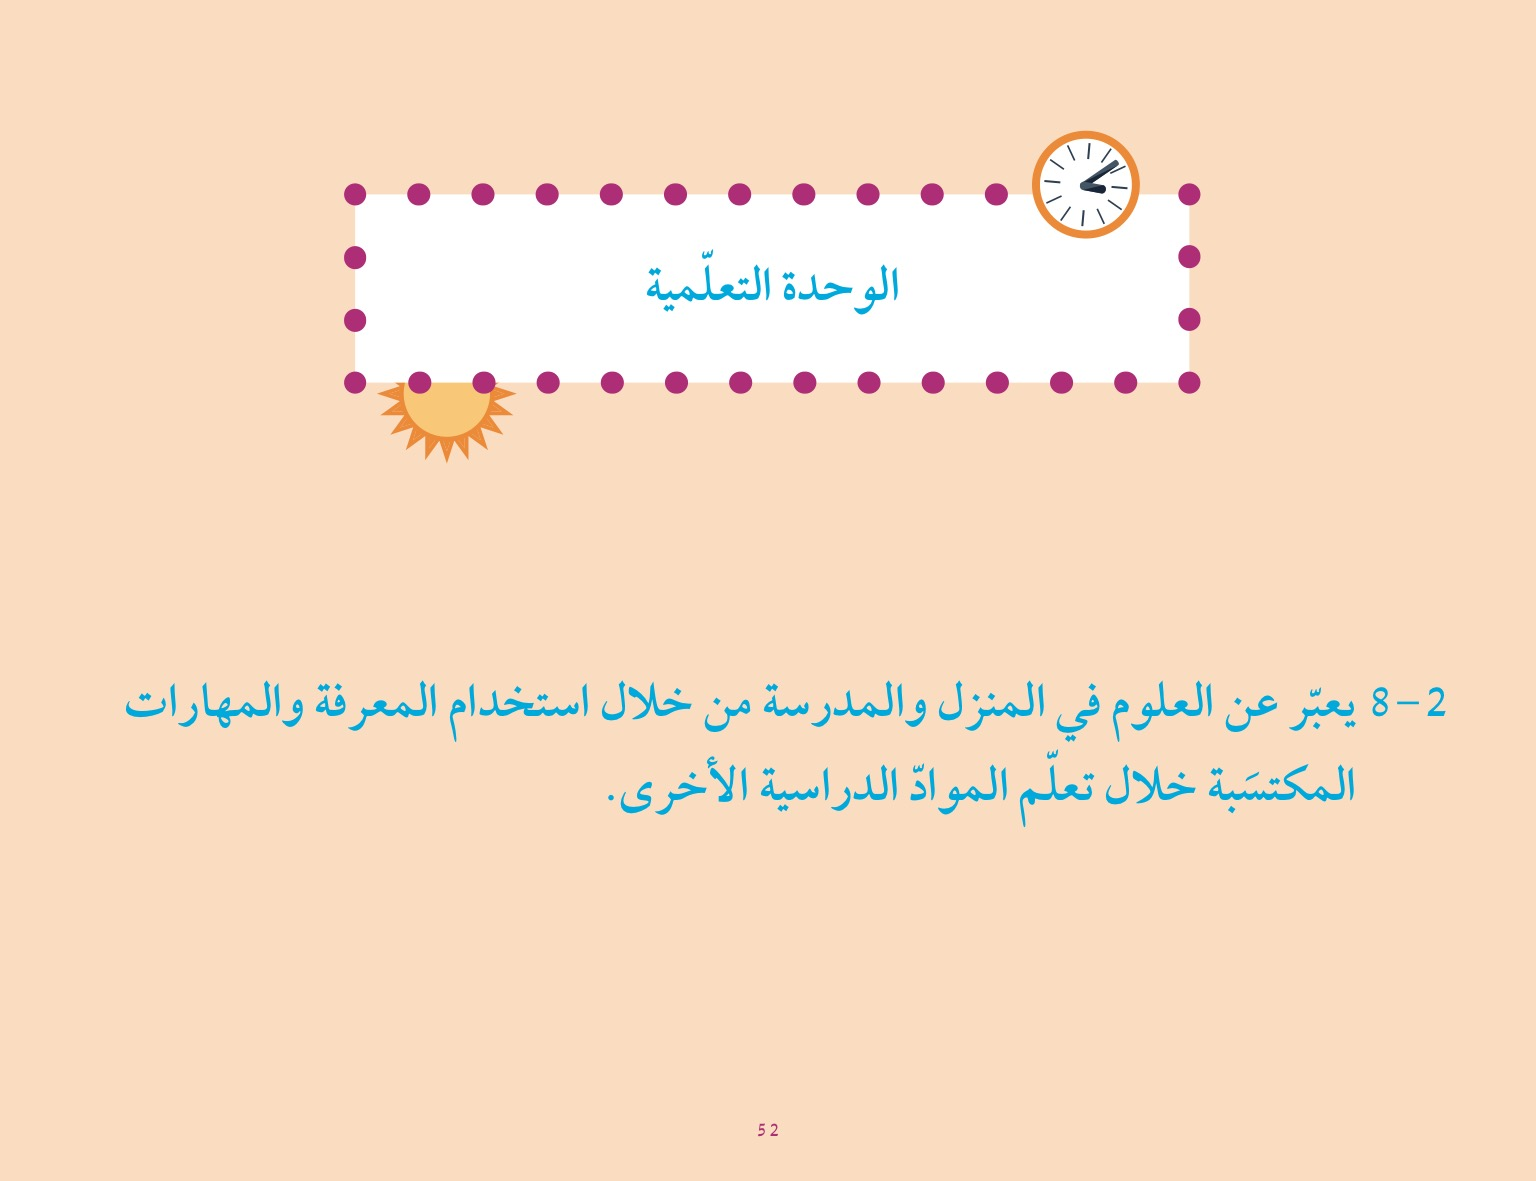 الوحدة التعلّمية
2-8 يعبّر عن العلوم في المنزل والمدرسة من خلال استخدام المعرفة والمهارات
المكتسَبة خلال تعلّم الموادّ الدراسية الأخرى.
52